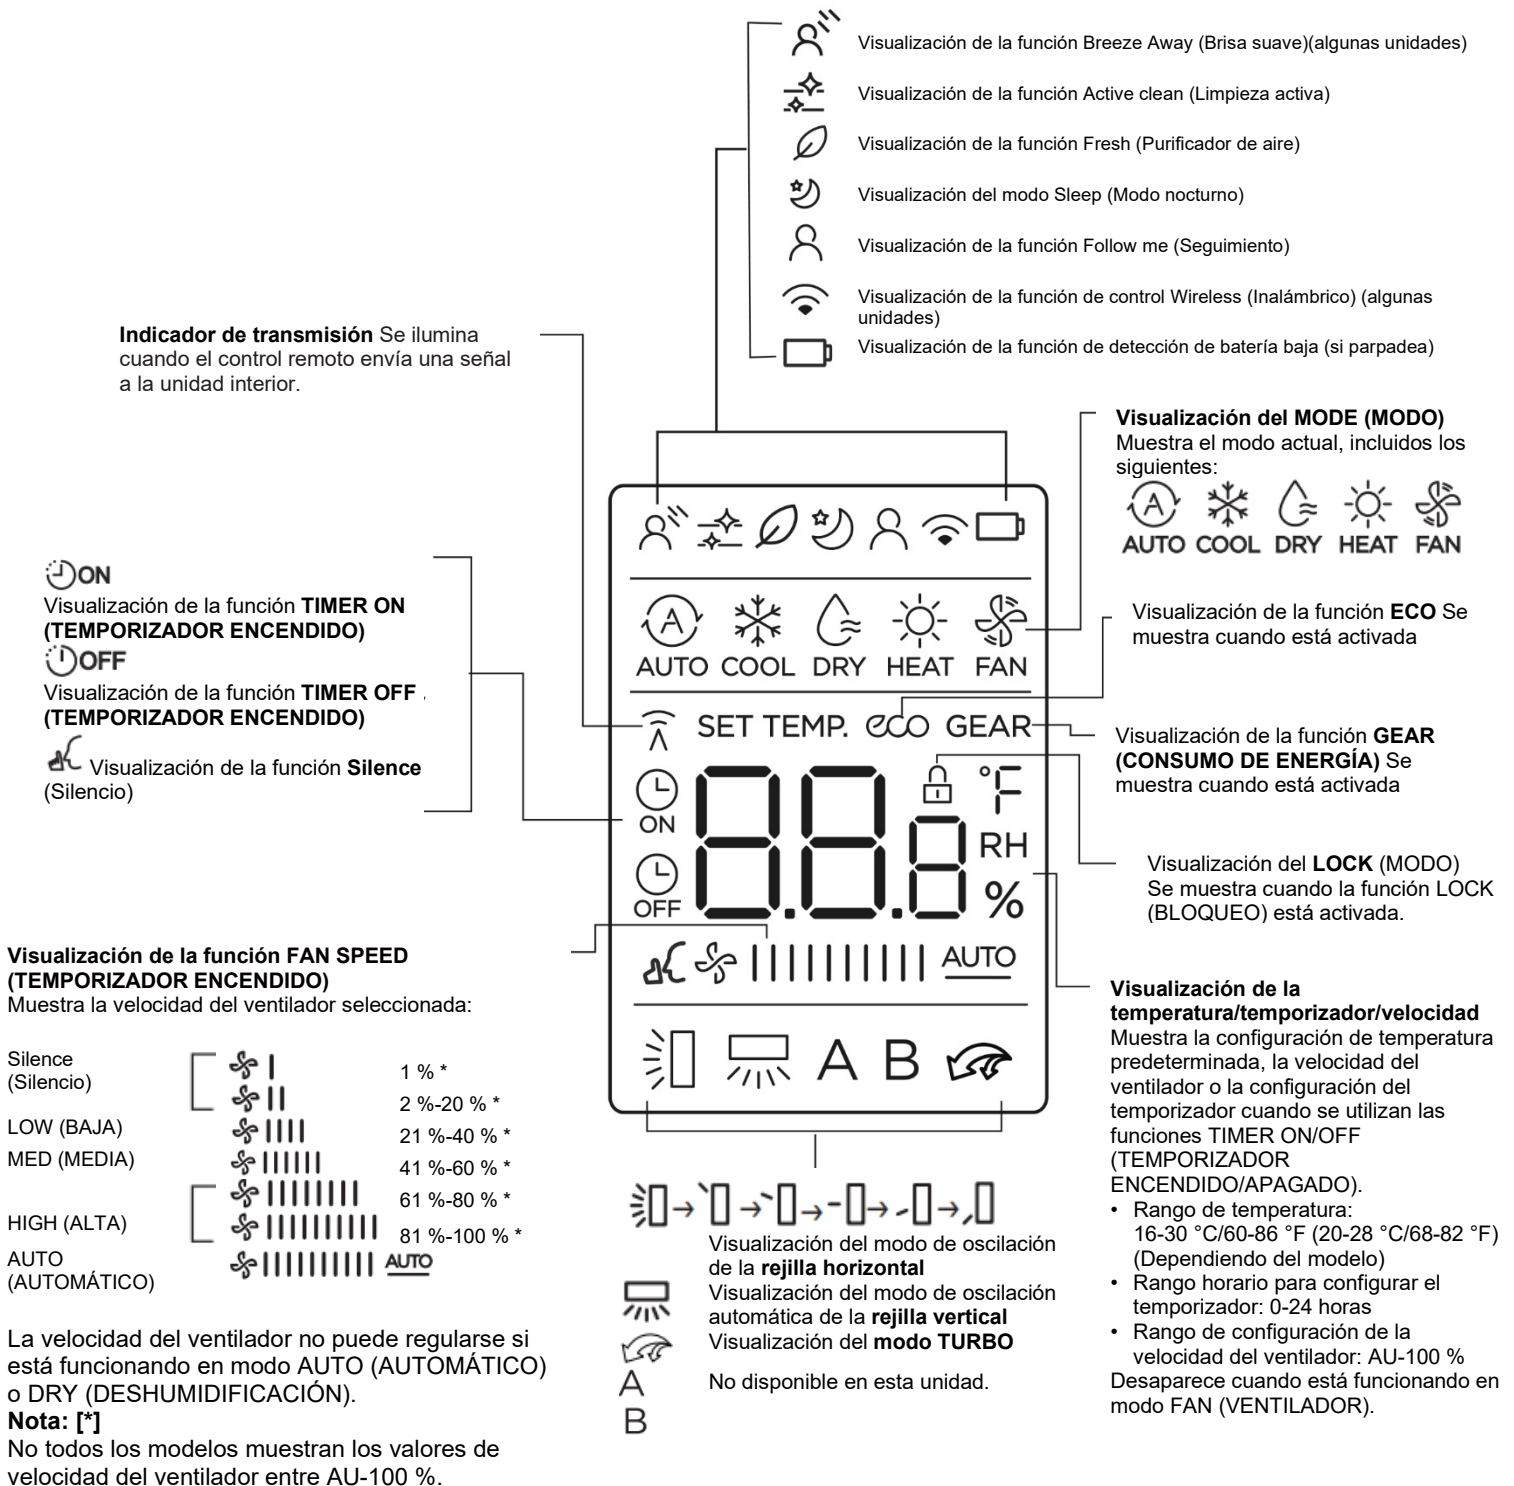 Visualización de la función Breeze Away (Brisa suave)(algunas unidades)
Visualización de la función Active clean (Limpieza activa)
Visualización de la función Fresh (Purificador de aire)
Visualización del modo Sleep (Modo nocturno)
Visualización de la función Follow me (Seguimiento)
Visualización de la función de control Wireless (Inalámbrico) (algunas
unidades)
Visualización de la función de detección de batería baja (si parpadea)
Indicador de transmisión Se ilumina
cuando el control remoto envía una señal
a la unidad interior.
Visualización del MODE (MODO)
Muestra el modo actual, incluidos los
siguientes:
A
AUTO COOL DRY HEAT FAN
ON
Visualización de la función TIMER ON
(TEMPORIZADOR ENCENDIDO)
OFF
Visualización de la función TIMER OFF
(TEMPORIZADOR ENCENDIDO)
Visualización de la función Silence
(Silencio)
A
AUTO COOL DRY HEAT FAN
SET TEMP. eco GEAR
ON
OFF
88.8.
°F
RH
%
AUTO
A B
Visualización de la función ECO Se
muestra cuando está activada
Visualización de la función GEAR
(CONSUMO DE ENERGÍA) Se
muestra cuando está activada
Visualización del LOCK (MODO)
Se muestra cuando la función LOCK
(BLOQUEO) está activada.
Visualización de la función FAN SPEED
(TEMPORIZADOR ENCENDIDO)
Muestra la velocidad del ventilador seleccionada:
Silence
(Silencio)
1 % *
2 %-20 % *
LOW (BAJA)
21 %-40 % *
MED (MEDIA)
41 %-60 % *
61 %-80 % *
HIGH (ALTA)
81 %-100 % *
AUTO
(AUTOMÁTICO)
AUTO
La velocidad del ventilador no puede regularse si
está funcionando en modo AUTO (AUTOMÁTICO)
o DRY (DESHUMIDIFICACIÓN).
Nota: [*]
No todos los modelos muestran los valores de
velocidad del ventilador entre AU-100 %.
Visualización del modo de oscilación
de la rejilla horizontal
Visualización del modo de oscilación
automática de la rejilla vertical
Visualización del modo TURBO
A
No disponible en esta unidad.
B
Visualización de la
temperatura/temporizador/velocidad
Muestra la configuración de temperatura
predeterminada, la velocidad del
ventilador o la configuración del
temporizador cuando se utilizan las
funciones TIMER ON/OFF
(TEMPORIZADOR
ENCENDIDO/APAGADO).
• Rango de temperatura:
16-30 °C/60-86 °F (20-28 °C/68-82 °F)
(Dependiendo del modelo)
• Rango horario para configurar el
temporizador: 0-24 horas
• Rango de configuración de la
velocidad del ventilador: AU-100 %
Desaparece cuando está funcionando en
modo FAN (VENTILADOR).